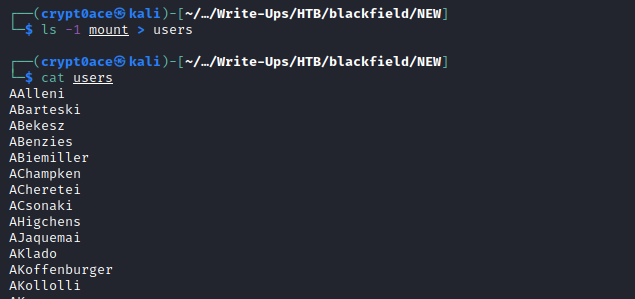 ┌──(crypt0ace㉿kali)-[~/…/Write-Ups/HTB/blackfield/NEW]
└─$ ls -1 mount > users
┌──(crypt0ace㉿kali)-[~/…/Write-Ups/HTB/blackfield/NEW]
└─$ cat users
AAlleni
ABarteski
ABekesz
ABenzies
ABiemiller
AChampken
ACheretei
ACsonaki
AHigchens
AJaquemai
AKlado
AKoffenburger
AKollolli